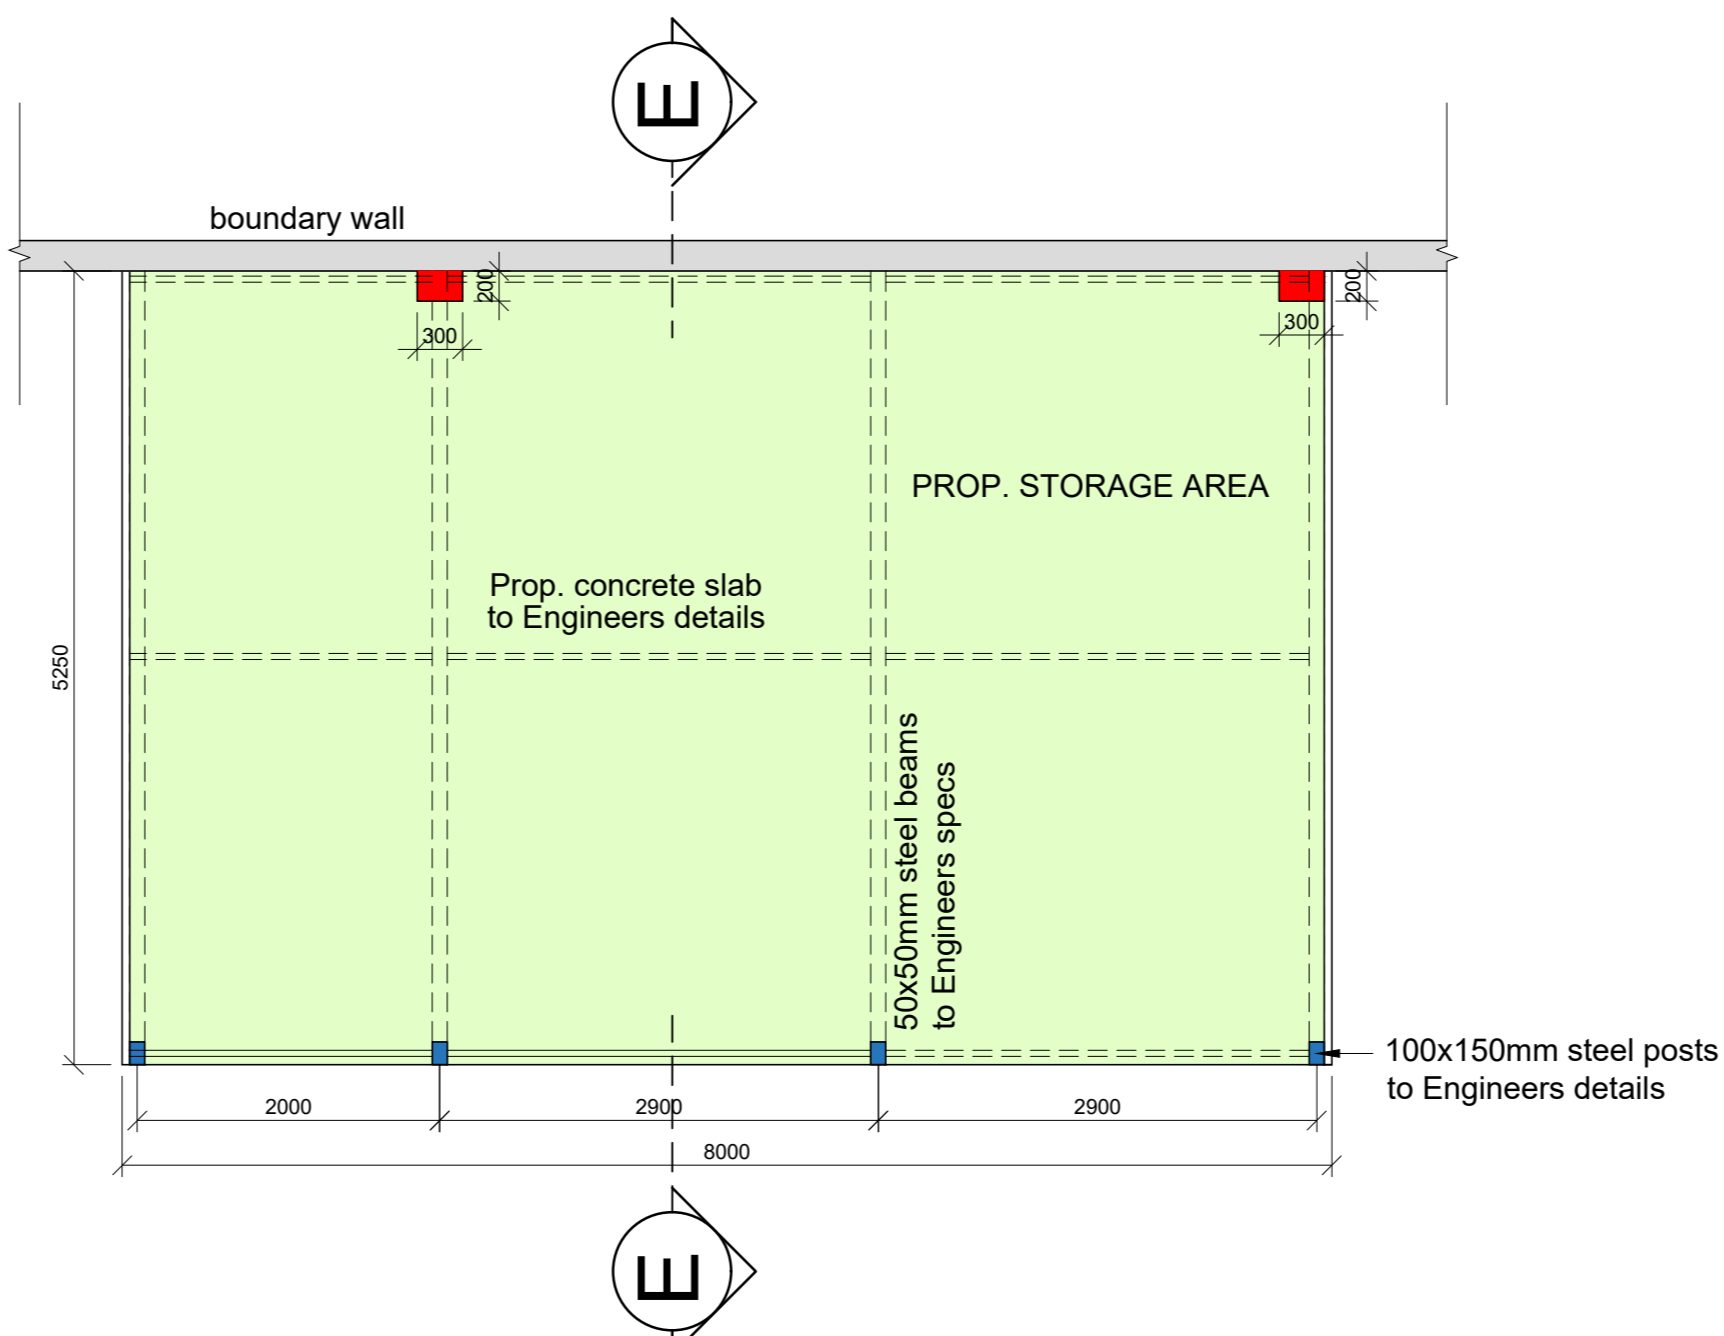 E
boundary wall
200
200
300
300
PROP. STORAGE AREA
Prop. concrete slab
to Engineers details
5250
50x50mm steel beams
to Engineers specs
100x150mm steel posts
to Engineers details
2000
2900
2900
8000
E